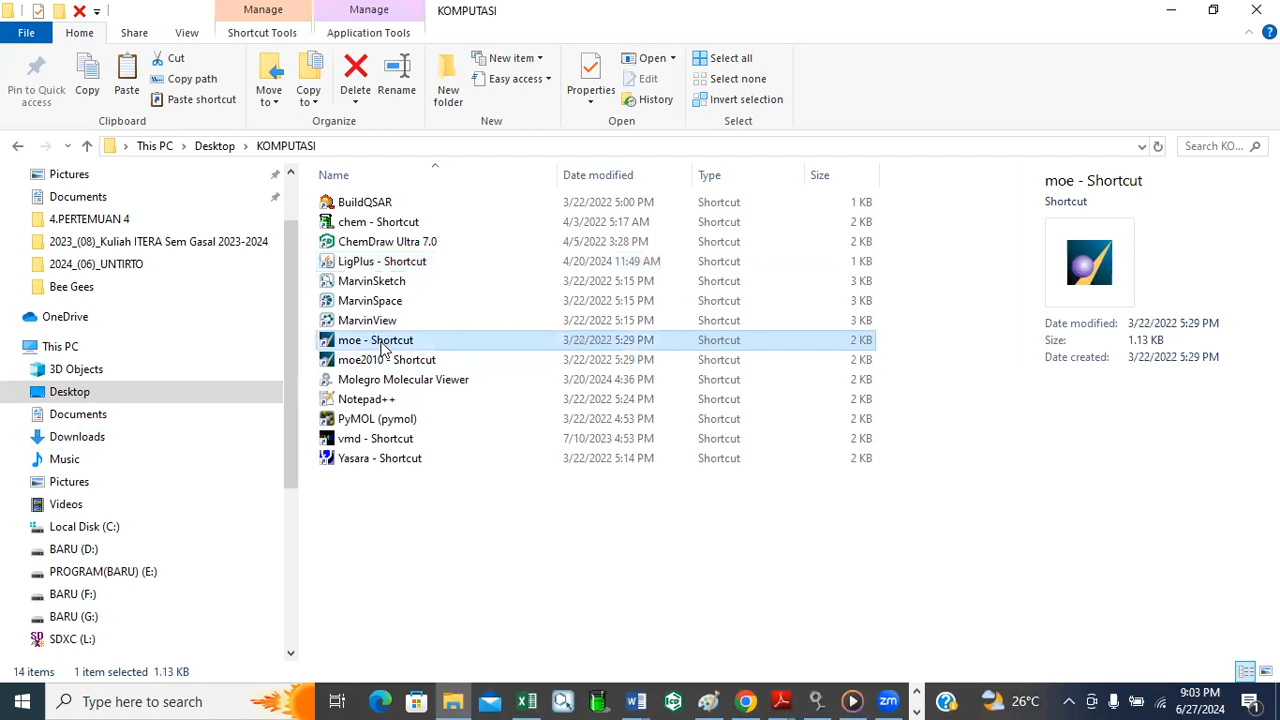 Manage
Manage
KOMPUTASI
File
Home
Share
View
Shortcut Tools
Application Tools
Pin to Quick access
Copy
Paste
Cut
Copy path
Paste shortcut
Clipboard
Move to
Copy to
Delete
Rename
Organize
New folder
New item
Easy access
New
Properties
Open
Edit
History
Open
Select all
Select none
Invert selection
Select
This PC
Desktop
KOMPUTASI
Search KO...
Pictures
Documents
4.PERTEMUAN 4
2023_(08)_Kuliah ITERA Sem Gasal 2023-2024
2024_(06)_UNTIRTO
Bee Gees
OneDrive
This PC
3D Objects
Desktop
Documents
Downloads
Music
Pictures
Videos
Local Disk (C:)
BARU (D:)
PROGRAM(BARU) (E:)
BARU (F:)
BARU (G:)
SDXC (L:)
Name Date modified Type Size
BuildQSAR 3/22/2022 5:00 PM Shortcut 1 KB
chem - Shortcut 4/3/2022 5:17 AM Shortcut 2 KB
ChemDraw Ultra 7.0 4/5/2022 3:28 PM Shortcut 2 KB
LigPlus - Shortcut 4/20/2024 11:49 AM Shortcut 1 KB
MarvinSketch 3/22/2022 5:15 PM Shortcut 3 KB
MarvinSpace 3/22/2022 5:15 PM Shortcut 3 KB
MarvinView 3/22/2022 5:15 PM Shortcut 3 KB
moe - Shortcut 3/22/2022 5:29 PM Shortcut 2 KB
moe2010 - Shortcut 3/22/2022 5:29 PM Shortcut 2 KB
Molegro Molecular Viewer 3/20/2024 4:36 PM Shortcut 2 KB
Notepad++ 3/22/2022 5:24 PM Shortcut 2 KB
PyMOL (pymol) 3/22/2022 4:53 PM Shortcut 2 KB
vmd - Shortcut 7/10/2023 4:53 PM Shortcut 2 KB
Yasara - Shortcut 3/22/2022 5:14 PM Shortcut 2 KB
moe - Shortcut
Shortcut
Date modified: 3/22/2022 5:29 PM
Size: 1.13 KB
Date created: 3/22/2022 5:29 PM
14 items 1 item selected 1.13 KB
Type here to search
zm
26°C
9:03 PM
6/27/2024